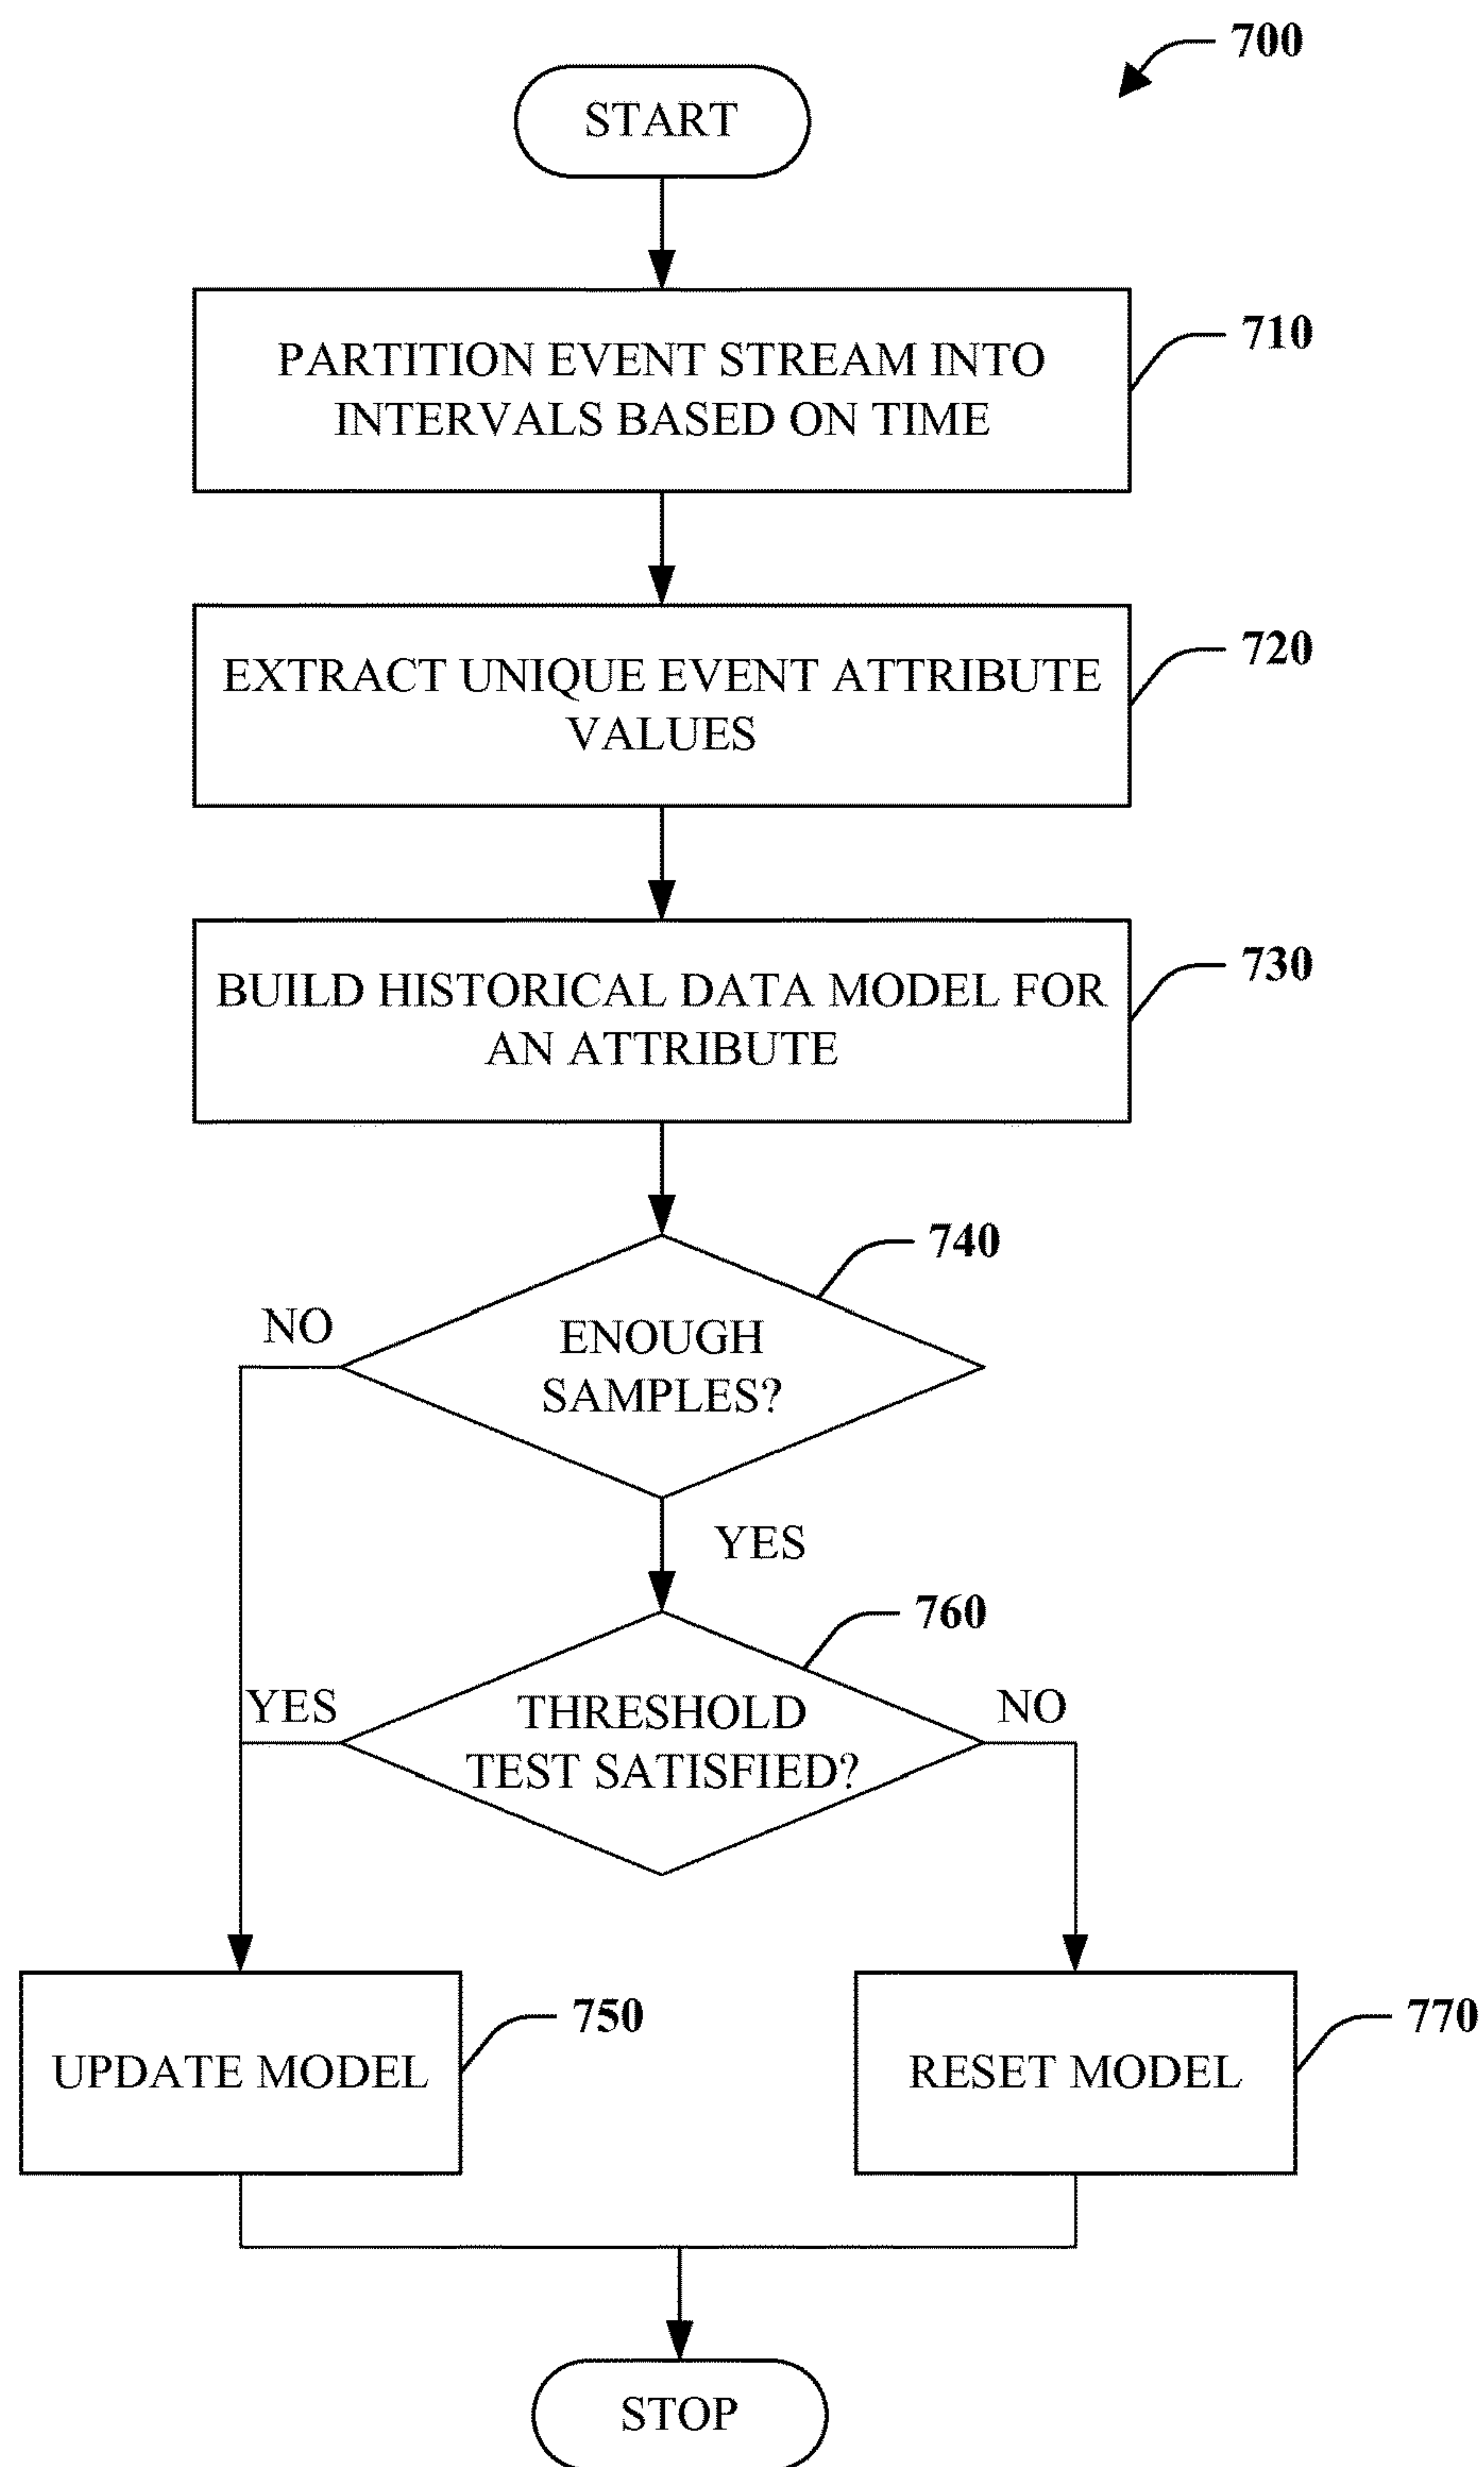 700
START
PARTITION EVENT STREAM INTO
INTERVALS BASED ON TIME
710
EXTRACT UNIQUE EVENT ATTRIBUTE
VALUES
720
BUILD HISTORICAL DATA MODEL FOR
AN ATTRIBUTE
730
740
NO
ENOUGH
SAMPLES?
YES
760
YES
THRESHOLD
TEST SATISFIED?
NO
750
UPDATE MODEL
770
RESET MODEL
STOP